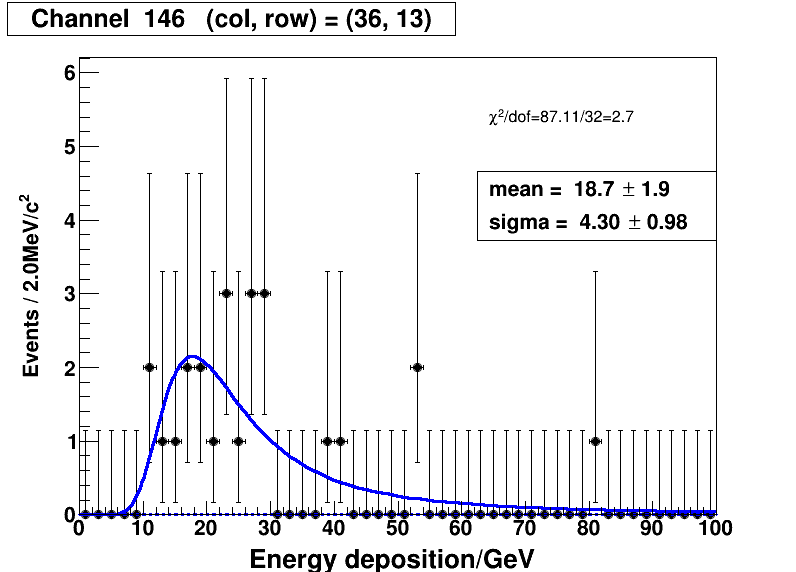 Channel 146 (col, row) = (36, 13)
χ²/dof=87.11/32=2.7
mean = 18.7 ± 1.9
sigma = 4.30 ± 0.98
Events / 2.0MeV/c²
6
5
4
3
2
1
0
0 10 20 30 40 50 60 70 80 90 100
Energy deposition/GeV